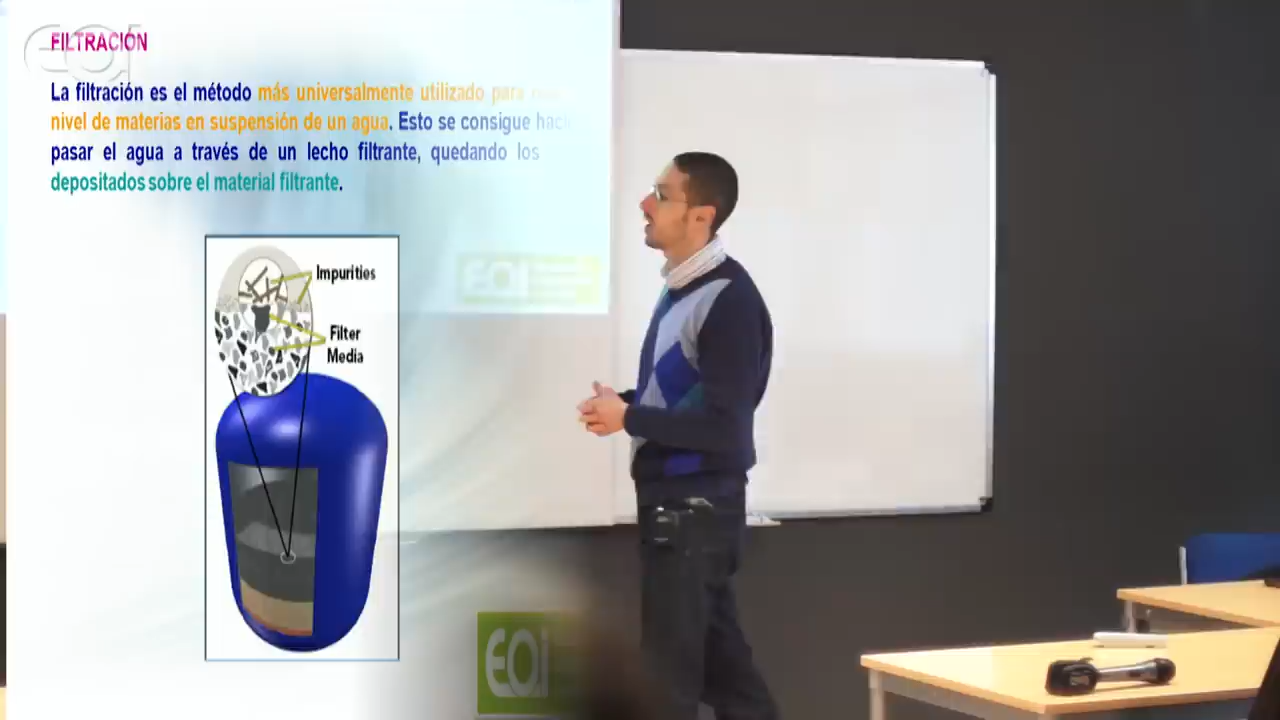 FILTRACIÓN
eoi
La filtración es el método más universalmente utilizado para
nivel de materias en suspensión de un agua. Esto se consigue
pasar el agua a través de un lecho filtrante, quedando los
depositados sobre el material filtrante.
EOI
Impurities
Filter
Media
EOI